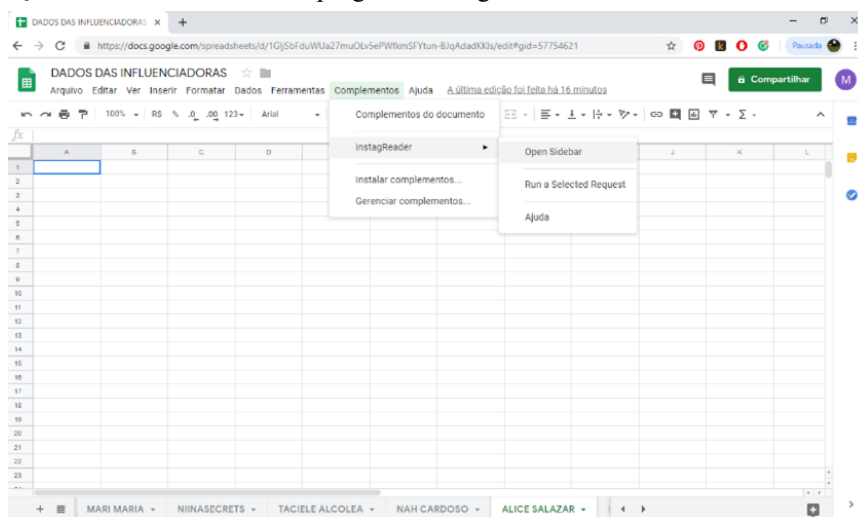 DADOS DAS INFLUENCIADORAS
https://docs.google.com/spreadsheets/d/1GIjSbFduWUa27muOLvSePWfkmSFYtun-BJqAdadKKIs/edit#gid=57754621
Pausada
DADOS DAS INFLUENCIADORAS
Compartilhar
M
Arquivo Editar Ver Inserir Formatar Dados Ferramentas Complementos Ajuda A última edição foi feita há 16 minutos
100% R$ % .0 .00 123 Arial
Complementos do documento
fx
A B C D J K L
InstagReader
Open Sidebar
Instalar complementos...
Run a Selected Request
Gerenciar complementos...
Ajuda
1
2
3
4
5
6
7
8
9
10
11
12
13
14
15
16
17
18
19
20
21
22
23
MARI MARIA NIINASECRETS TACIELE ALCOLEA NAH CARDOSO ALICE SALAZAR